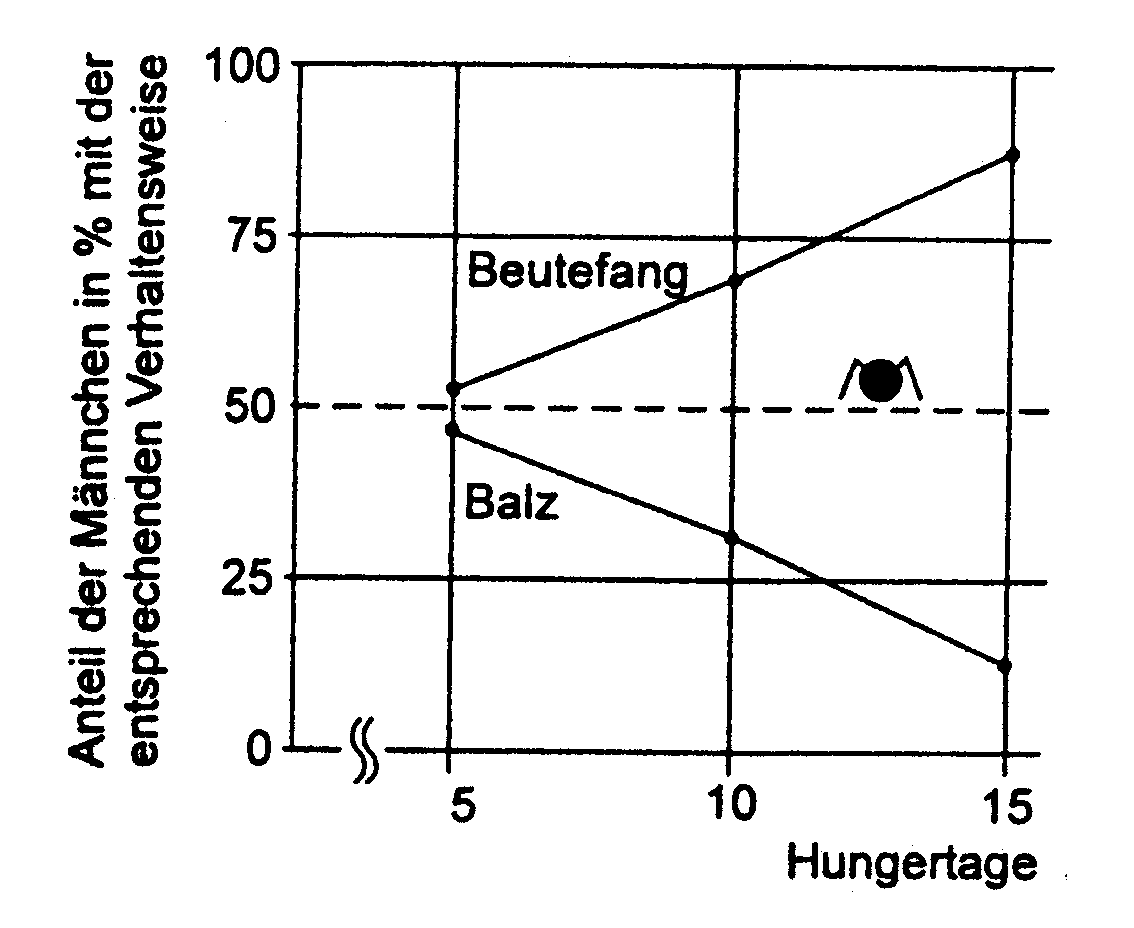 Anteil der Männchen in % mit der
entsprechenden Verhaltensweise
100
75
50
25
0
Beutefang
Balz
5
10
15
Hungertage